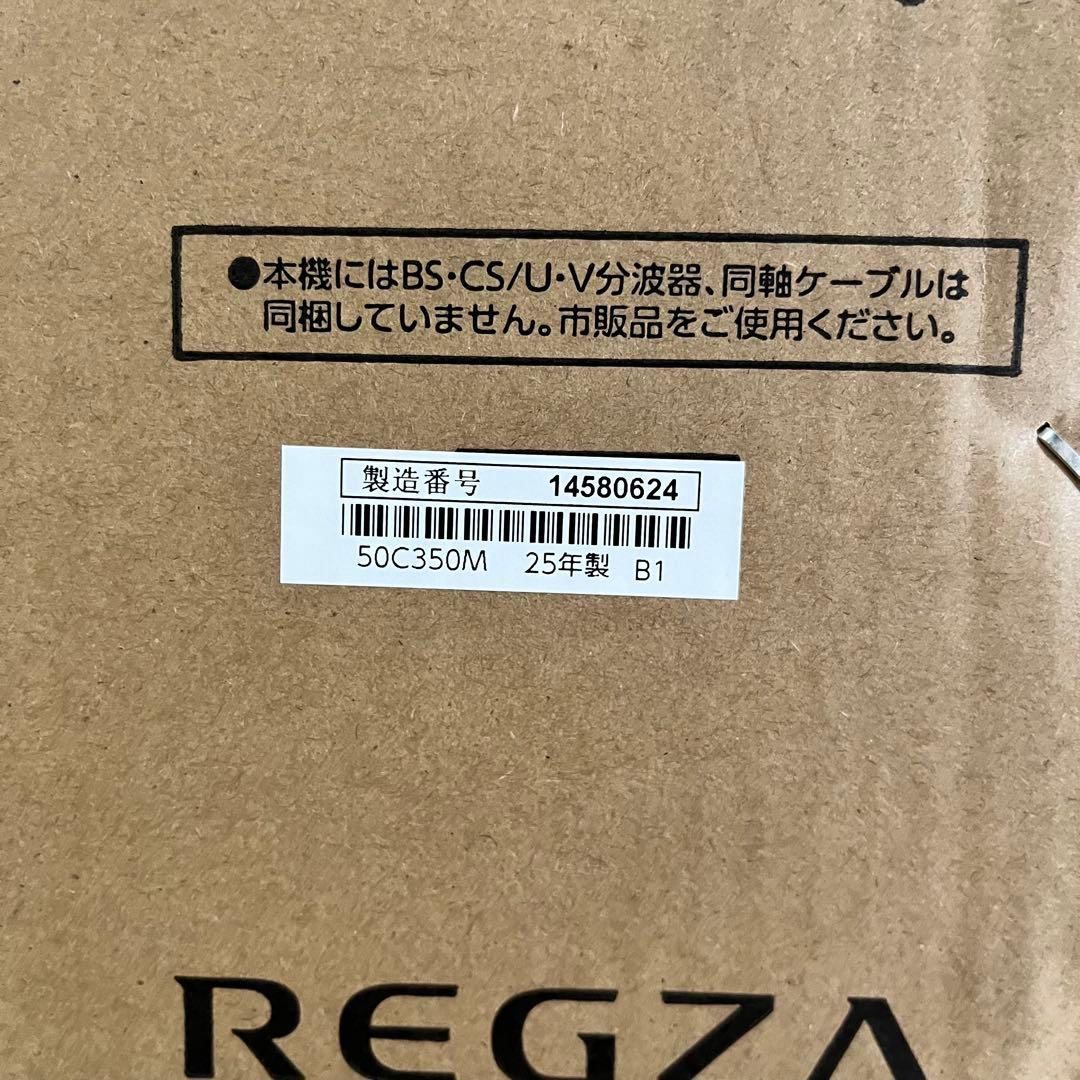 ●本機にはBS・CS/U・V分波器、同軸ケーブルは
同梱していません。市販品をご使用ください。
製造番号 14580624
50C350M 25年製 B1
REGZA